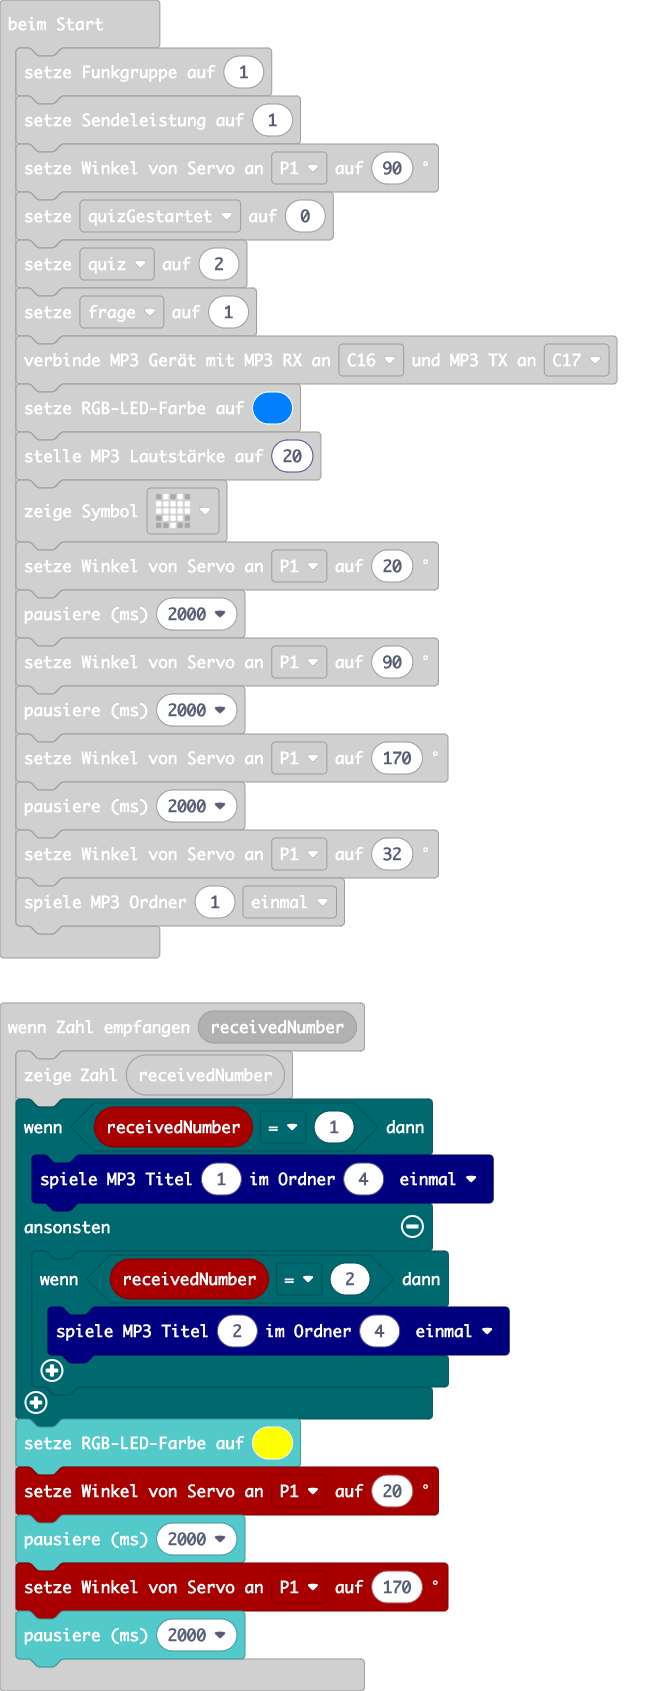 beim Start
setze Funkgruppe auf 1
setze Sendeleistung auf 1
setze Winkel von Servo an P1 auf 90 °
setze quizGestartet auf 0
setze quiz auf 2
setze frage auf 1
verbinde MP3 Gerät mit MP3 RX an C16 und MP3 TX an C17
setze RGB-LED-Farbe auf
stelle MP3 Lautstärke auf 20
zeige Symbol
setze Winkel von Servo an P1 auf 20 °
pausiere (ms) 2000
setze Winkel von Servo an P1 auf 90 °
pausiere (ms) 2000
setze Winkel von Servo an P1 auf 170 °
pausiere (ms) 2000
setze Winkel von Servo an P1 auf 32 °
spiele MP3 Ordner 1 einmal
wenn Zahl empfangen receivedNumber
zeige Zahl receivedNumber
wenn receivedNumber = 1 dann
spiele MP3 Titel 1 im Ordner 4 einmal
ansonsten
wenn receivedNumber = 2 dann
spiele MP3 Titel 2 im Ordner 4 einmal
setze RGB-LED-Farbe auf
setze Winkel von Servo an P1 auf 20 °
pausiere (ms) 2000
setze Winkel von Servo an P1 auf 170 °
pausiere (ms) 2000